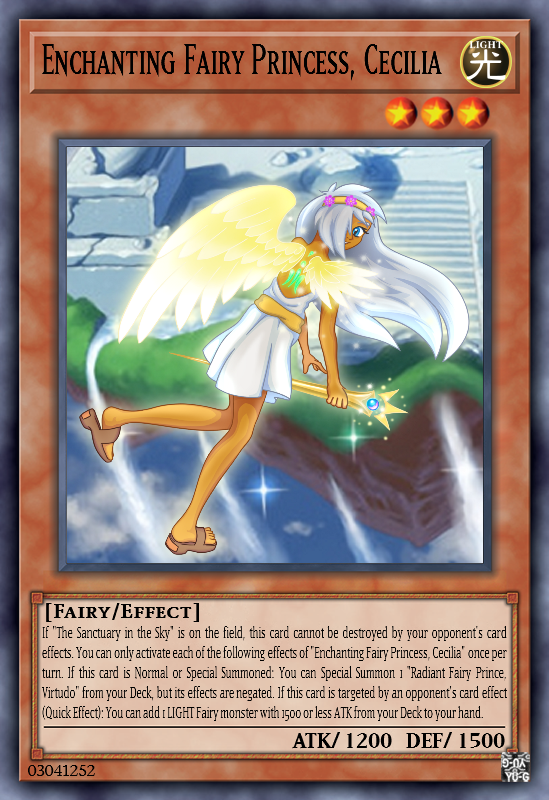 Enchanting Fairy Princess, Cecilia
LIGHT
光
[Fairy/Effect]
If "The Sanctuary in the Sky" is on the field, this card cannot be destroyed by your opponent's card
effects. You can only activate each of the following effects of "Enchanting Fairy Princess, Cecilia" once per
turn. If this card is Normal or Special Summoned: You can Special Summon 1 "Radiant Fairy Prince,
Virtudo" from your Deck, but its effects are negated. If this card is targeted by an opponent's card effect
(Quick Effect): You can add 1 LIGHT Fairy monster with 1500 or less ATK from your Deck to your hand.
ATK/ 1200 DEF/ 1500
03041252